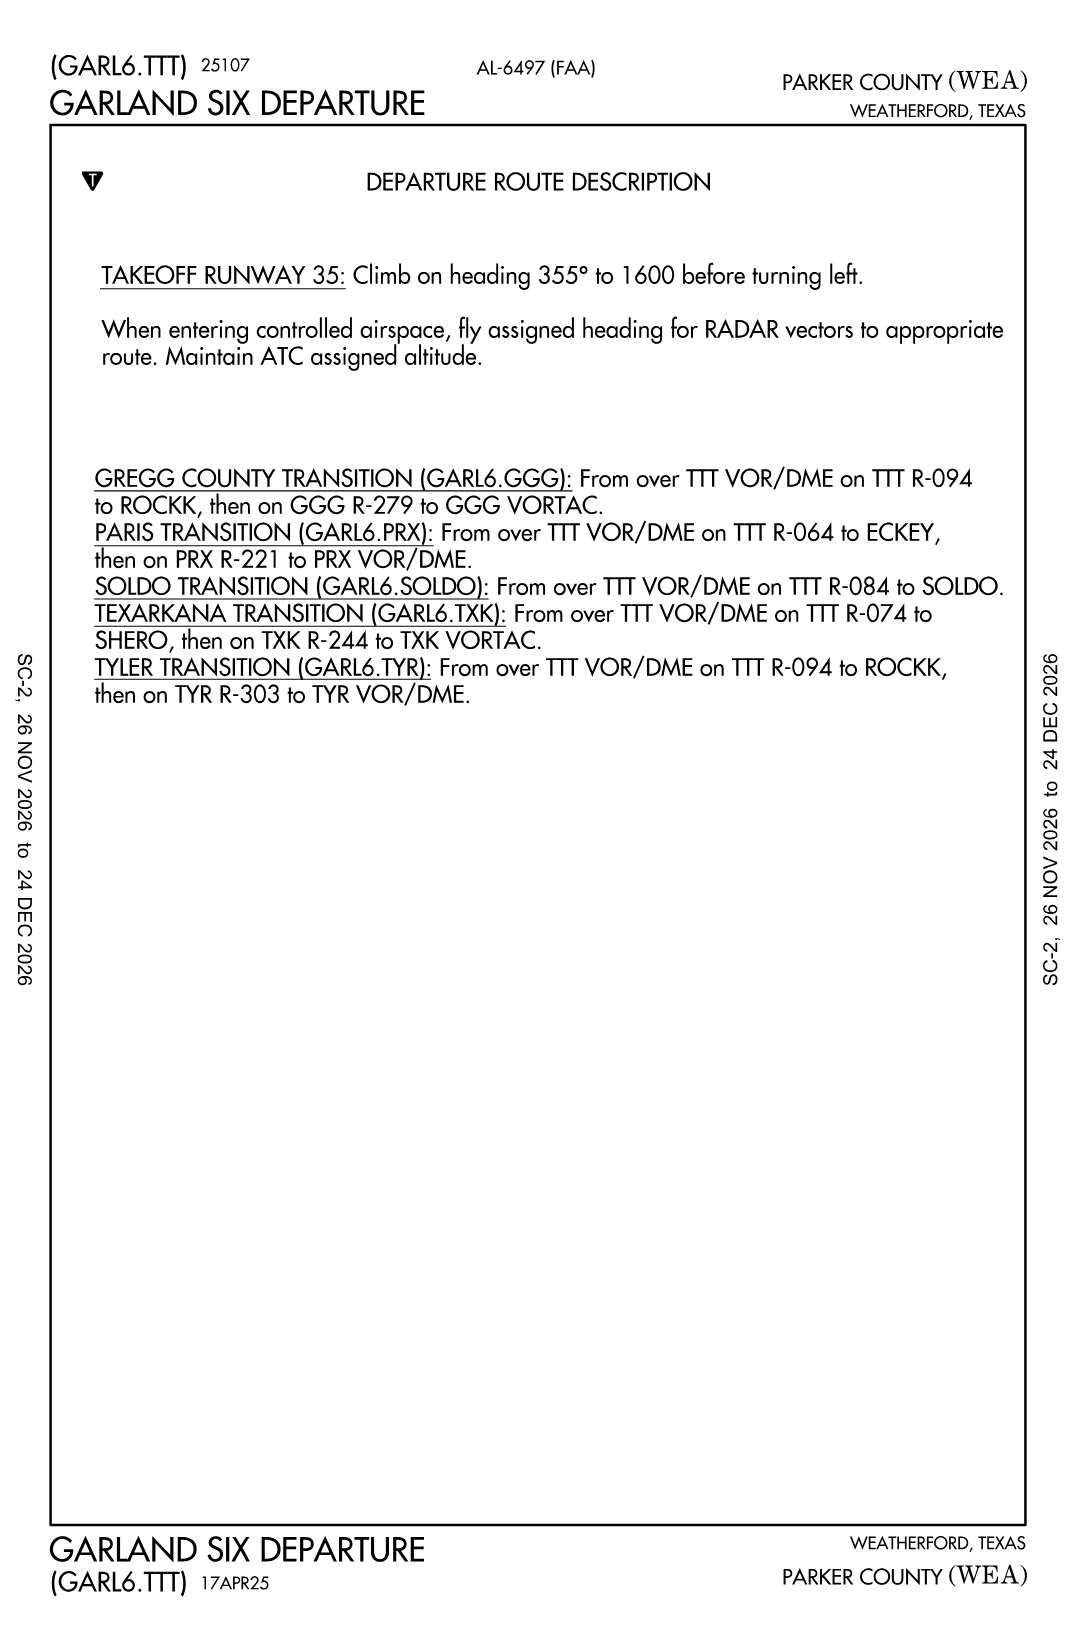 (GARL6.TTT) 25107
AL-6497 (FAA)
PARKER COUNTY (WEA)
GARLAND SIX DEPARTURE
WEATHERFORD, TEXAS
T
DEPARTURE ROUTE DESCRIPTION
TAKEOFF RUNWAY 35: Climb on heading 355° to 1600 before turning left.
When entering controlled airspace, fly assigned heading for RADAR vectors to appropriate
route. Maintain ATC assigned altitude.
GREGG COUNTY TRANSITION (GARL6.GGG): From over TTT VOR/DME on TTT R-094
to ROCKK, then on GGG R-279 to GGG VORTAC.
PARIS TRANSITION (GARL6.PRX): From over TTT VOR/DME on TTT R-064 to ECKEY,
then on PRX R-221 to PRX VOR/DME.
SOLDO TRANSITION (GARL6.SOLDO): From over TTT VOR/DME on TTT R-084 to SOLDO.
TEXARKANA TRANSITION (GARL6.TXK): From over TTT VOR/DME on TTT R-074 to
SHERO, then on TXK R-244 to TXK VORTAC.
TYLER TRANSITION (GARL6.TYR): From over TTT VOR/DME on TTT R-094 to ROCKK,
then on TYR R-303 to TYR VOR/DME.
SC-2, 26 NOV 2026 to 24 DEC 2026
SC-2, 26 NOV 2026 to 24 DEC 2026
GARLAND SIX DEPARTURE
WEATHERFORD, TEXAS
(GARL6.TTT) 17APR25
PARKER COUNTY (WEA)